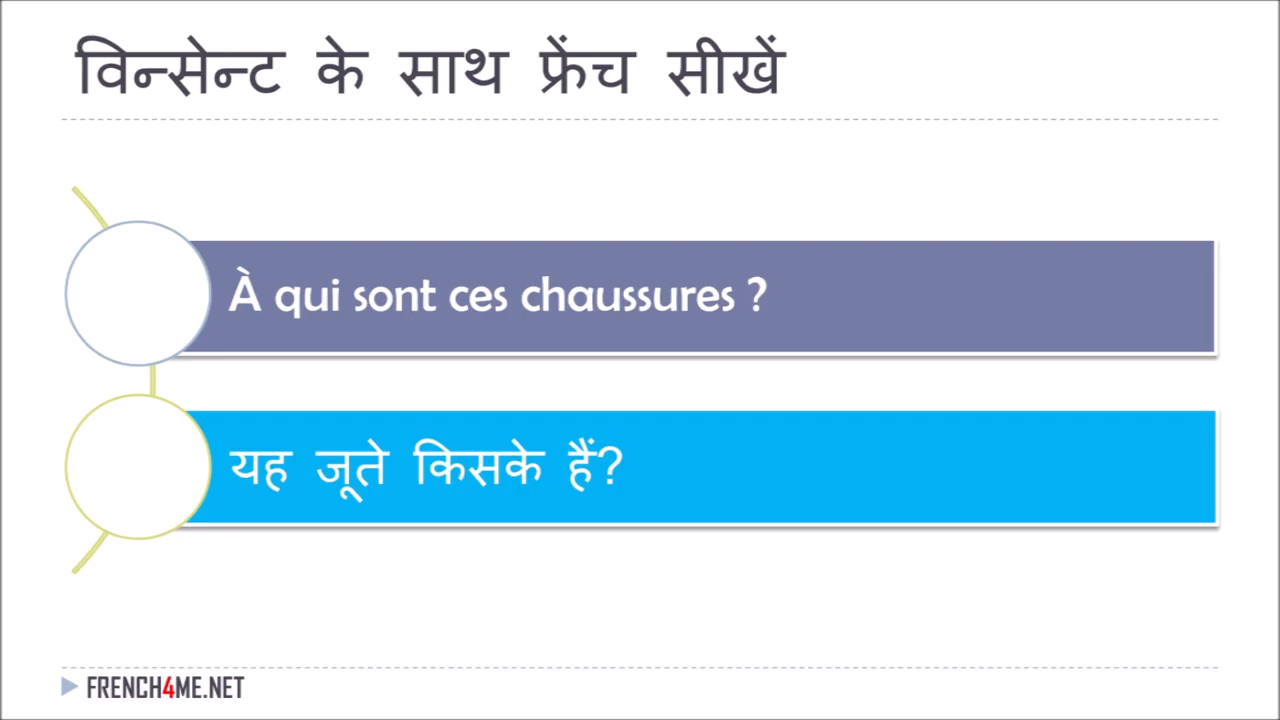 विन्सेन्ट के साथ फ्रेंच सीखें
À qui sont ces chaussures ?
यह जूते किसके हैं?
FRENCH4ME.NET